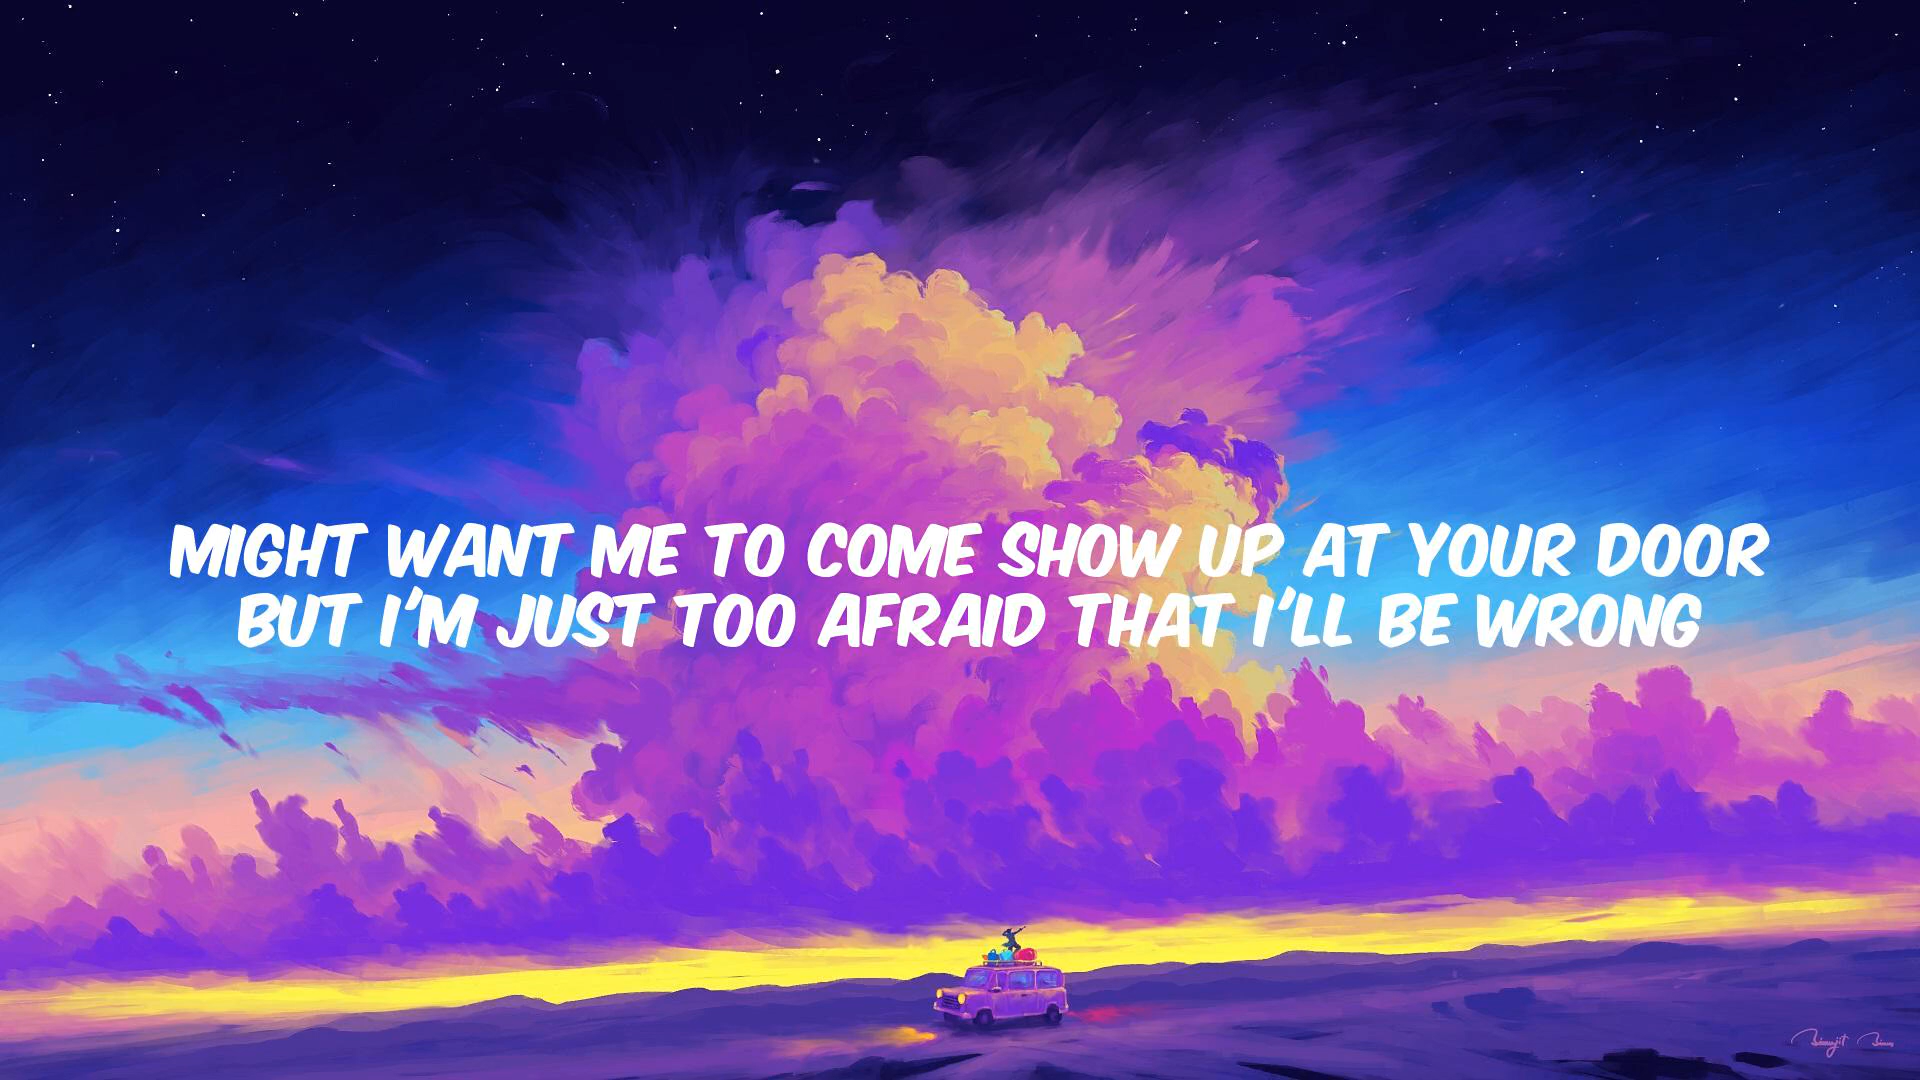 MIGHT WANT ME TO COME SHOW UP AT YOUR DOOR
BUT I'M JUST TOO AFRAID THAT I'LL BE WRONG